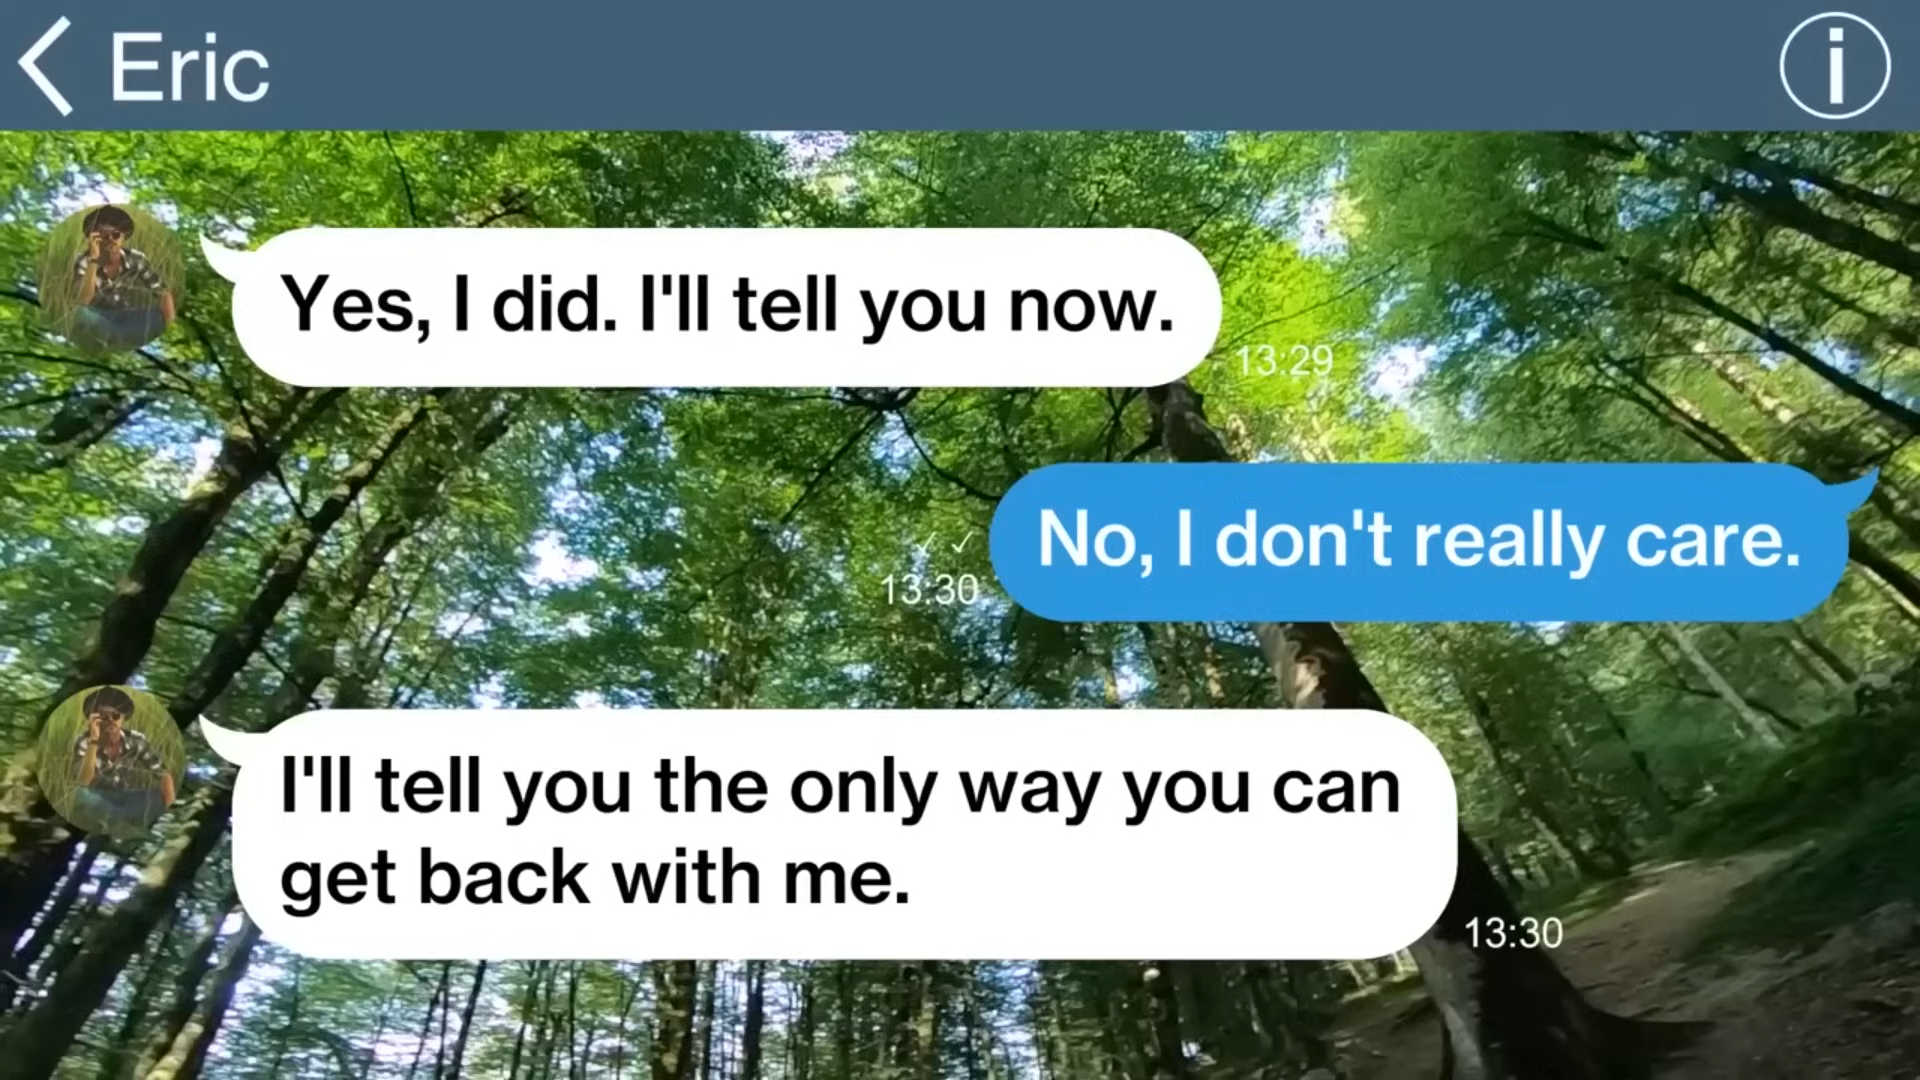 Eric
Yes, I did. I'll tell you now.
13:29
No, I don't really care.
13:30
I'll tell you the only way you can
get back with me.
13:30